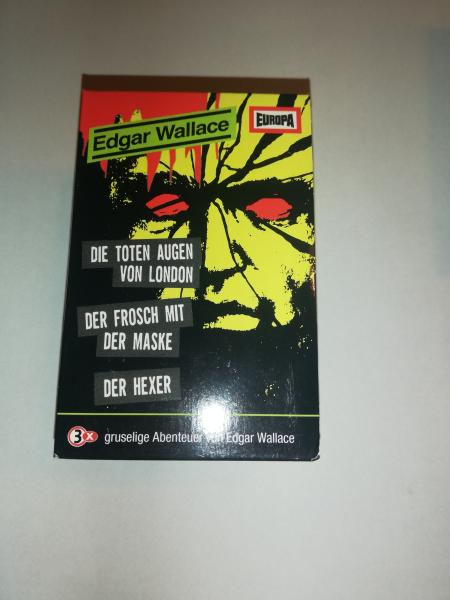 Edgar Wallace
EUROPA
DIE TOTEN AUGEN
VON LONDON
DER FROSCH MIT
DER MASKE
DER HEXER
3x gruselige Abenteuer von Edgar Wallace